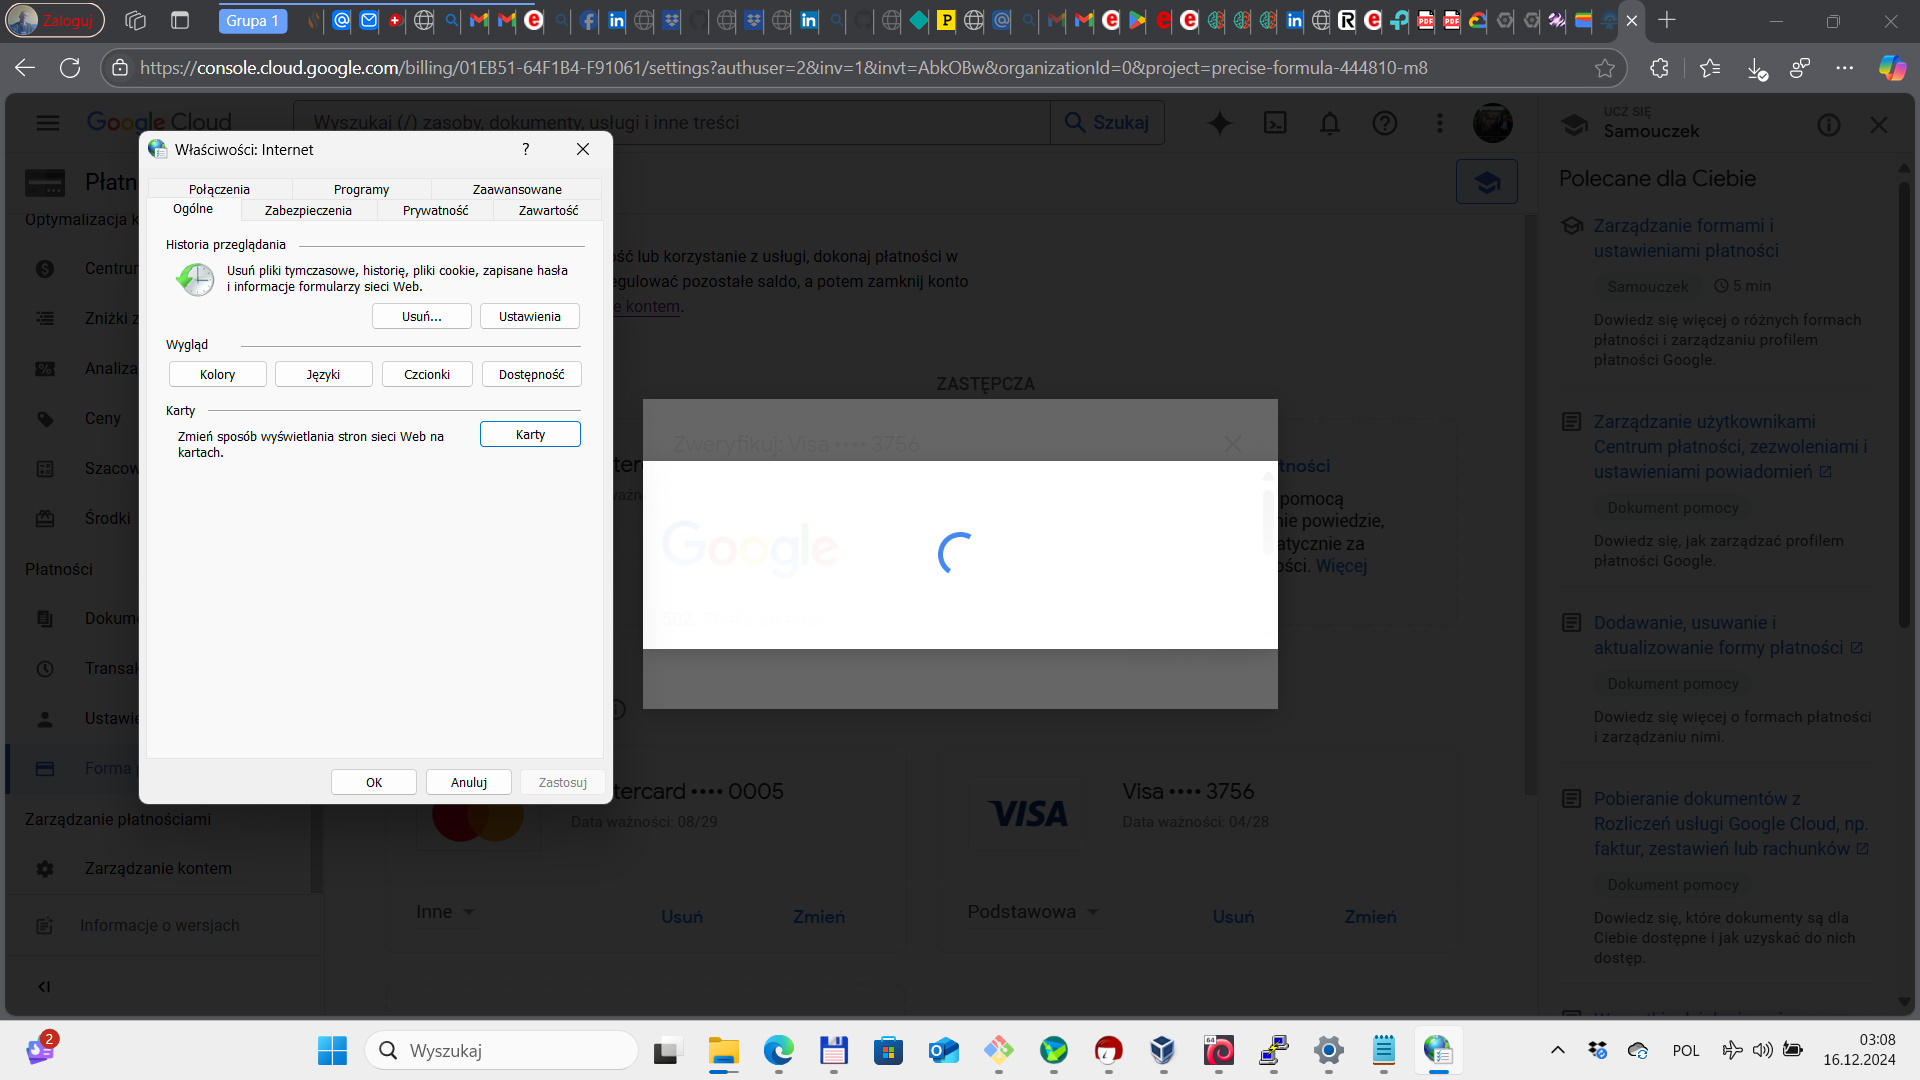 Zaloguj
Grupa 1
https://console.cloud.google.com/billing/01EB51-64F1B4-F91061/settings?authuser=2&inv=1&invt=AbkOBw&organizationId=0&project=precise-formula-444810-m8
Google Cloud
Wyszukaj (/) zasoby, dokumenty, usługi i inne treści
Szukaj
UCZ SIĘ
Samouczek
Płatn
Optymalizacja k
Centrum
Zniżki z
Analiza
Ceny
Szacow
Środki
Płatności
Dokume
Transak
Ustawie
Forma p
Zarządzanie płatnościami
Zarządzanie kontem
Informacje o wersjach
Właściwości: Internet
?
Połączenia
Programy
Zaawansowane
Ogólne
Zabezpieczenia
Prywatność
Zawartość
Historia przeglądania
Usuń pliki tymczasowe, historię, pliki cookie, zapisane hasła
i informacje formularzy sieci Web.
Usuń...
Ustawienia
Wygląd
Kolory
Języki
Czcionki
Dostępność
Karty
Zmień sposób wyświetlania stron sieci Web na
kartach.
Karty
OK
Anuluj
Zastosuj
ość lub korzystanie z usługi, dokonaj płatności w
egulować pozostałe saldo, a potem zamknij konto
e kontem.
ZASTĘPCZA
Zweryfikuj: Visa •••• 3756
Google
502.
tności
pomocą
nie powiedzie,
atycznie za
ości. Więcej
tercard •••• 0005
Data ważności: 08/29
Inne
Usuń
Zmień
VISA
Visa •••• 3756
Data ważności: 04/28
Podstawowa
Usuń
Zmień
Polecane dla Ciebie
Zarządzanie formami i
ustawieniami płatności
Samouczek
5 min
Dowiedz się więcej o różnych formach
płatności i zarządzaniu profilem
płatności Google.
Zarządzanie użytkownikami
Centrum płatności, zezwoleniami i
ustawieniami powiadomień
Dokument pomocy
Dowiedz się, jak zarządzać profilem
płatności Google.
Dodawanie, usuwanie i
aktualizowanie formy płatności
Dokument pomocy
Dowiedz się więcej o formach płatności
i zarządzaniu nimi.
Pobieranie dokumentów z
Rozliczeń usługi Google Cloud, np.
faktur, zestawień lub rachunków
Dokument pomocy
Dowiedz się, które dokumenty są dla
Ciebie dostępne i jak uzyskać do nich
dostęp.
2
Wyszukaj
64
POL
03:08
16.12.2024